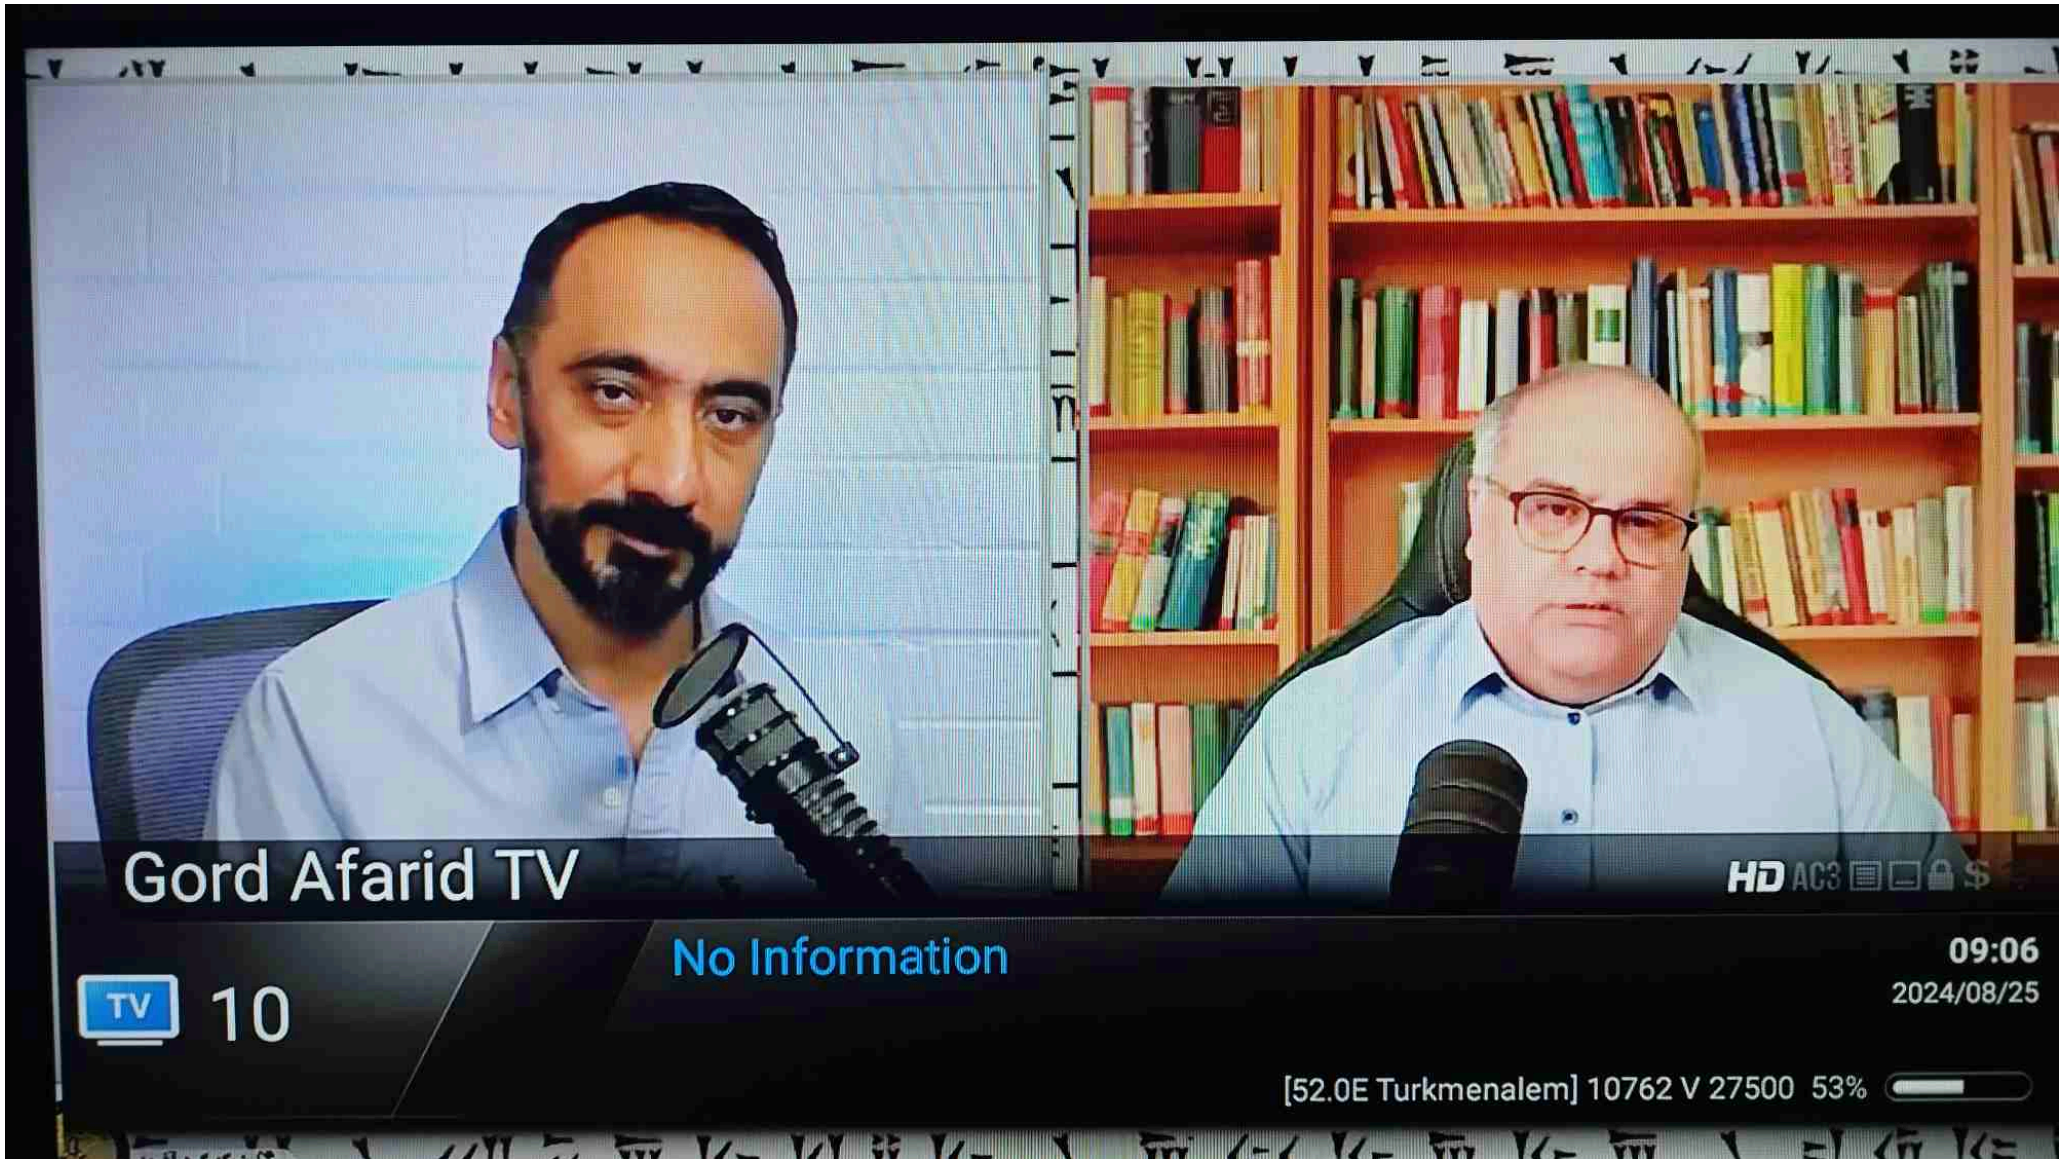 Gord Afarid TV
HD AC3 $
No Information
09:06
2024/08/25
TV 10
[52.0E Turkmenalem] 10762 V 27500 53%